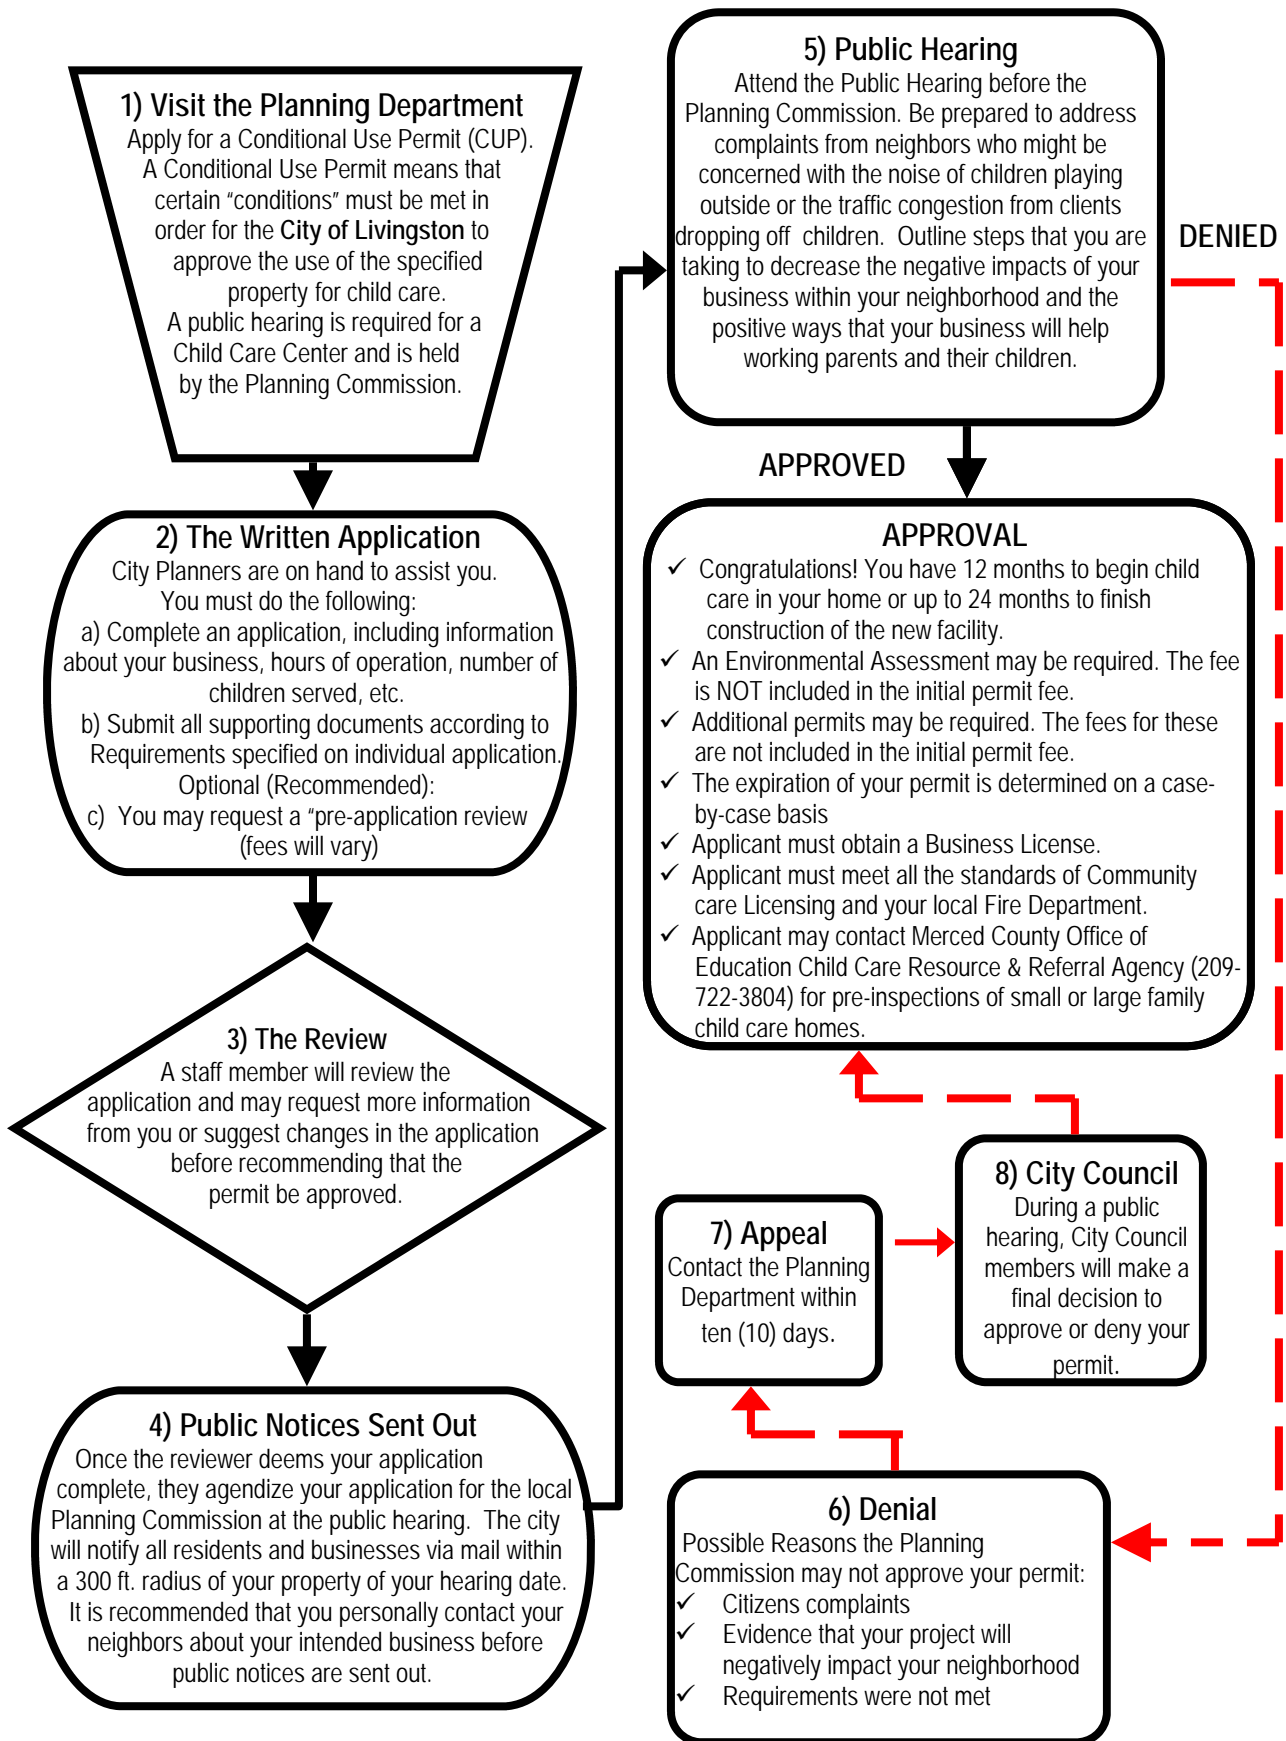 1) Visit the Planning Department
Apply for a Conditional Use Permit (CUP).
A Conditional Use Permit means that
certain “conditions” must be met in
order for the City of Livingston to
approve the use of the specified
property for child care.
A public hearing is required for a
Child Care Center and is held
by the Planning Commission.
2) The Written Application
City Planners are on hand to assist you.
You must do the following:
a) Complete an application, including information
about your business, hours of operation, number of
children served, etc.
b) Submit all supporting documents according to
Requirements specified on individual application.
Optional (Recommended):
c) You may request a “pre-application review
(fees will vary)
3) The Review
A staff member will review the
application and may request more information
from you or suggest changes in the application
before recommending that the
permit be approved.
4) Public Notices Sent Out
Once the reviewer deems your application
complete, they agendize your application for the local
Planning Commission at the public hearing. The city
will notify all residents and businesses via mail within
a 300 ft. radius of your property of your hearing date.
It is recommended that you personally contact your
neighbors about your intended business before
public notices are sent out.
5) Public Hearing
Attend the Public Hearing before the
Planning Commission. Be prepared to address
complaints from neighbors who might be
concerned with the noise of children playing
outside or the traffic congestion from clients
dropping off children. Outline steps that you are
taking to decrease the negative impacts of your
business within your neighborhood and the
positive ways that your business will help
working parents and their children.
DENIED
APPROVED
APPROVAL
✓ Congratulations! You have 12 months to begin child
care in your home or up to 24 months to finish
construction of the new facility.
✓ An Environmental Assessment may be required. The fee
is NOT included in the initial permit fee.
✓ Additional permits may be required. The fees for these
are not included in the initial permit fee.
✓ The expiration of your permit is determined on a case-
by-case basis
✓ Applicant must obtain a Business License.
✓ Applicant must meet all the standards of Community
care Licensing and your local Fire Department.
✓ Applicant may contact Merced County Office of
Education Child Care Resource & Referral Agency (209-
722-3804) for pre-inspections of small or large family
child care homes.
8) City Council
During a public
hearing, City Council
members will make a
final decision to
approve or deny your
permit.
7) Appeal
Contact the Planning
Department within
ten (10) days.
6) Denial
Possible Reasons the Planning
Commission may not approve your permit:
✓ Citizens complaints
✓ Evidence that your project will
negatively impact your neighborhood
✓ Requirements were not met